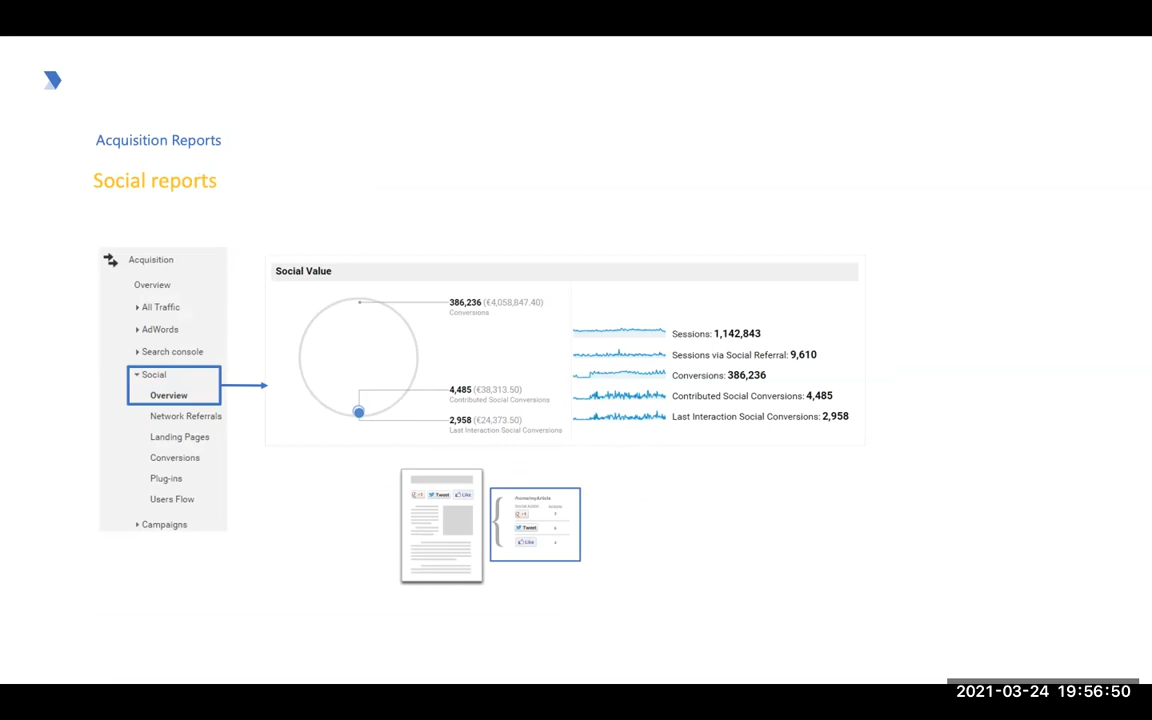 Acquisition Reports
Social reports
Acquisition
Overview
All Traffic
AdWords
Search console
Social
Overview
Network Referrals
Landing Pages
Conversions
Plug-ins
Users Flow
Campaigns
Social Value
386,236 (€4,058,847.40)
Conversions
4,485 (€38,313.50)
Contributed Social Conversions
2,958 (€24,373.50)
Last Interaction Social Conversions
Sessions: 1,142,843
Sessions via Social Referral: 9,610
Conversions: 386,236
Contributed Social Conversions: 4,485
Last Interaction Social Conversions: 2,958
Tweet Like
Social Action Actions
Tweet
Like
2021-03-24 19:56:50